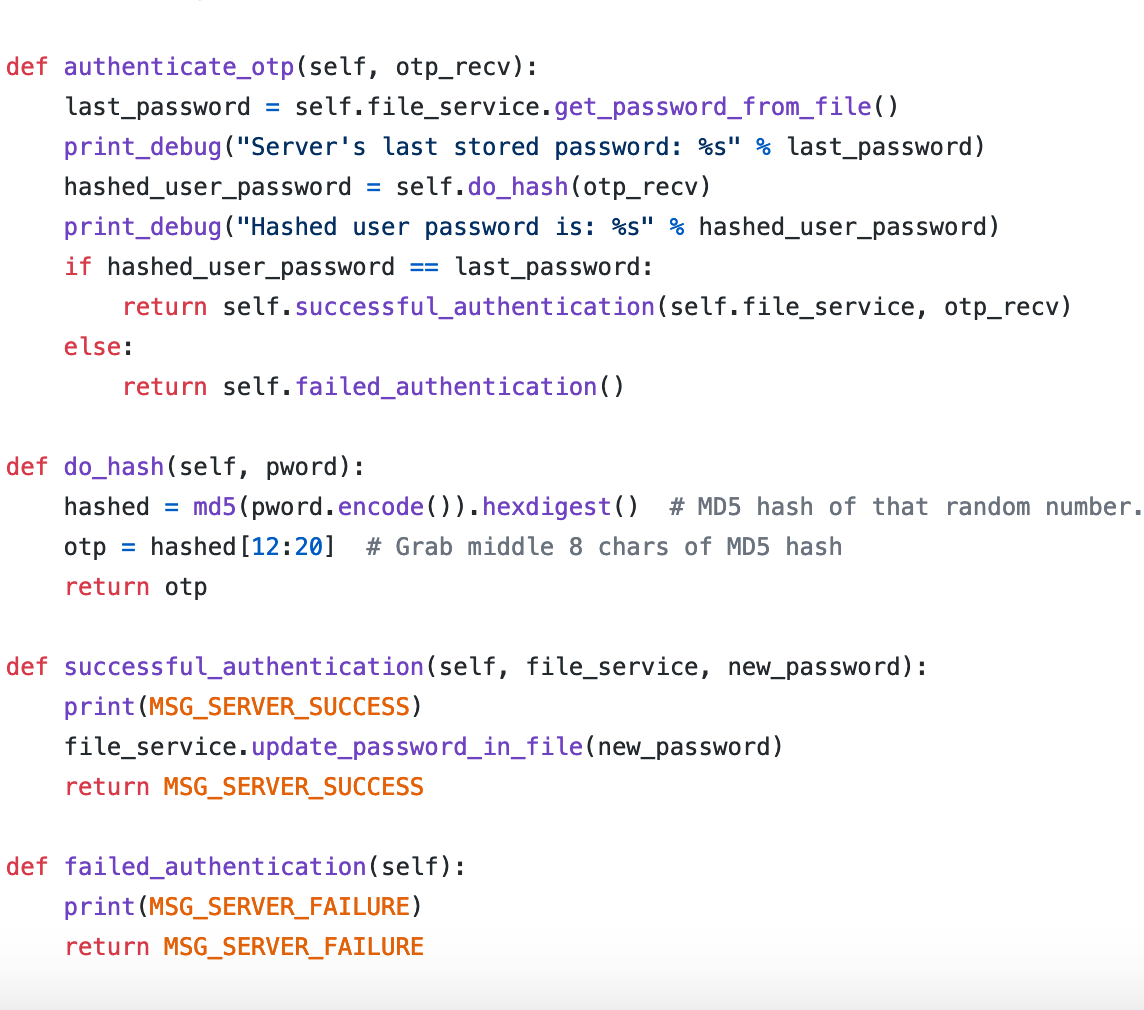 def authenticate_otp(self, otp_recv):
    last_password = self.file_service.get_password_from_file()
    print_debug("Server's last stored password: %s" % last_password)
    hashed_user_password = self.do_hash(otp_recv)
    print_debug("Hashed user password is: %s" % hashed_user_password)
    if hashed_user_password == last_password:
        return self.successful_authentication(self.file_service, otp_recv)
    else:
        return self.failed_authentication()

def do_hash(self, pword):
    hashed = md5(pword.encode()).hexdigest()  # MD5 hash of that random number.
    otp = hashed[12:20]  # Grab middle 8 chars of MD5 hash
    return otp

def successful_authentication(self, file_service, new_password):
    print(MSG_SERVER_SUCCESS)
    file_service.update_password_in_file(new_password)
    return MSG_SERVER_SUCCESS

def failed_authentication(self):
    print(MSG_SERVER_FAILURE)
    return MSG_SERVER_FAILURE